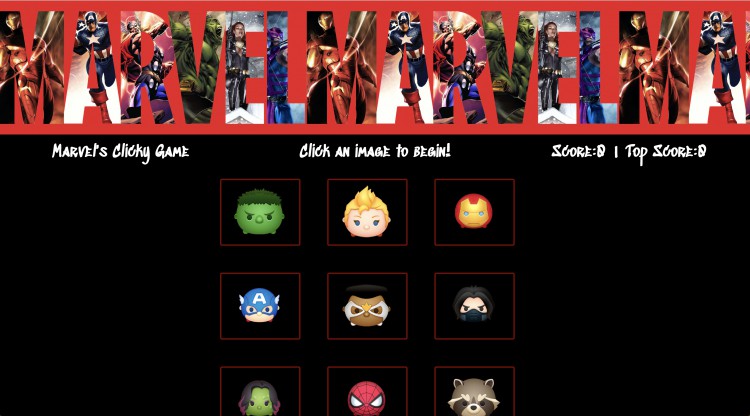 MARVELMARVELMA
Marvel's Clicky Game
Click an image to begin!
Score:0 | Top Score:0
A